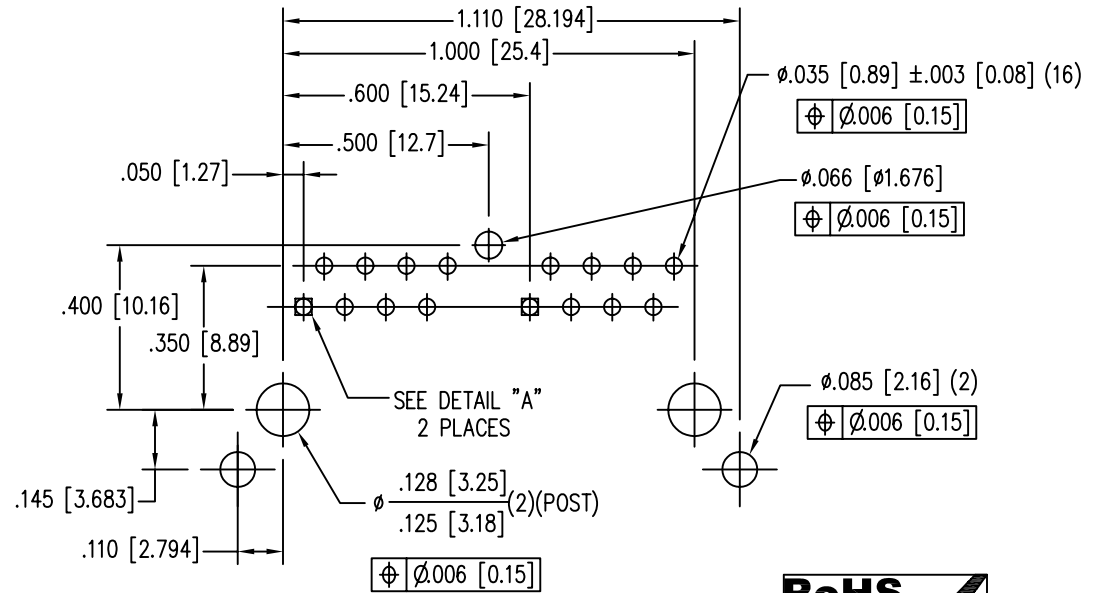 1.110 [28.194]
1.000 [25.4]
ø.035 [0.89] ±.003 [0.08] (16)
.600 [15.24]
⌖ Ø.006 [0.15]
.500 [12.7]
.050 [1.27]
ø.066 [ø1.676]
⌖ Ø.006 [0.15]
.400 [10.16]
.350 [8.89]
ø.085 [2.16] (2)
SEE DETAIL "A"
2 PLACES
⌖ Ø.006 [0.15]
.145 [3.683]
ø .128 [3.25]
.125 [3.18] (2)(POST)
.110 [2.794]
⌖ Ø.006 [0.15]
RoHS